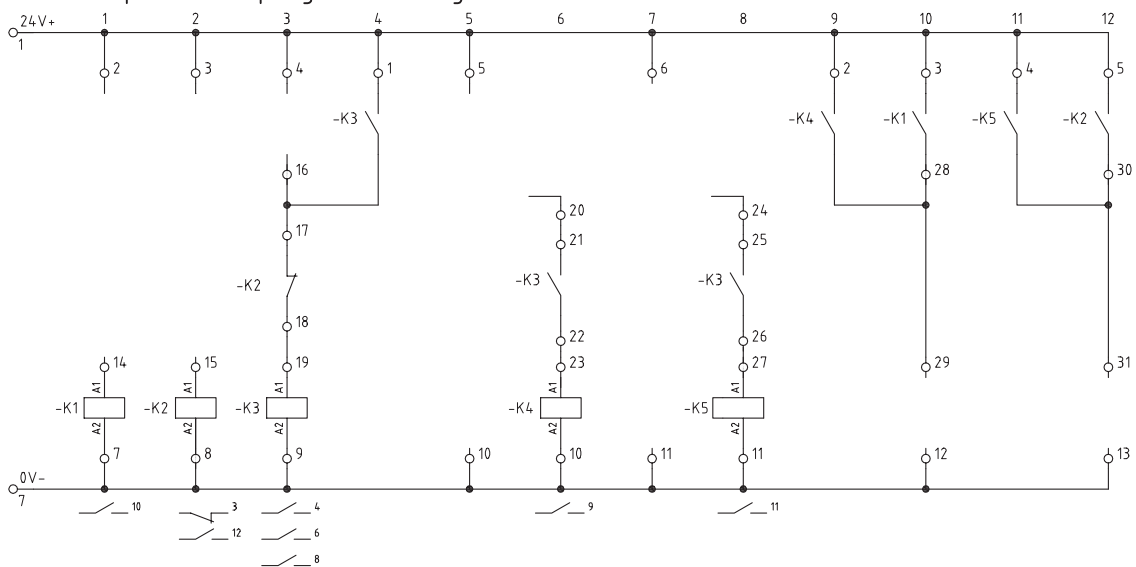 24V+ 1 2 3 4 5 6 7 8 9 10 11 12
1
2 3 4 1 5 6 2 3 4 5
-K3 -K4 -K1 -K5 -K2
16 28 30
20 24
17 21 25
-K2 -K3 -K3
18 22 26
14 15 19 23 27 29 31
A1 A1 A1 A1 A1
-K1 -K2 -K3 -K4 -K5
A2 A2 A2 A2 A2
7 8 9 10 10 11 11 12 13
0V-
7
10 3 4 9 11
12 6
8